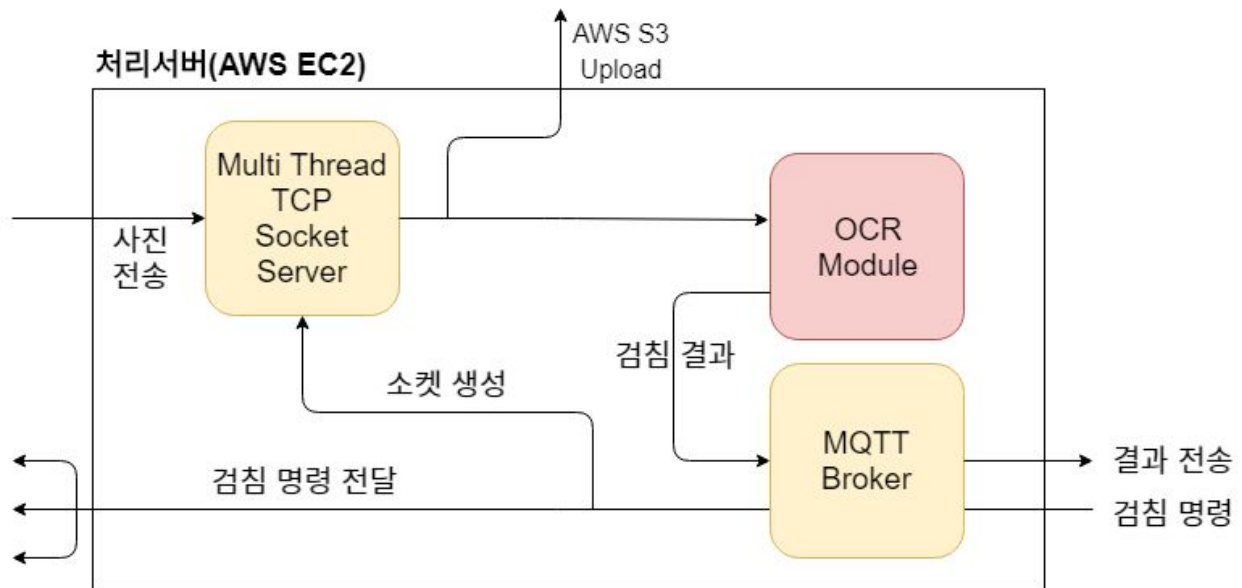 AWS S3
Upload
처리서버(AWS EC2)
Multi Thread
TCP
Socket
Server
사진
전송
OCR
Module
검침 결과
소켓 생성
MQTT
Broker
검침 명령 전달
결과 전송
검침 명령